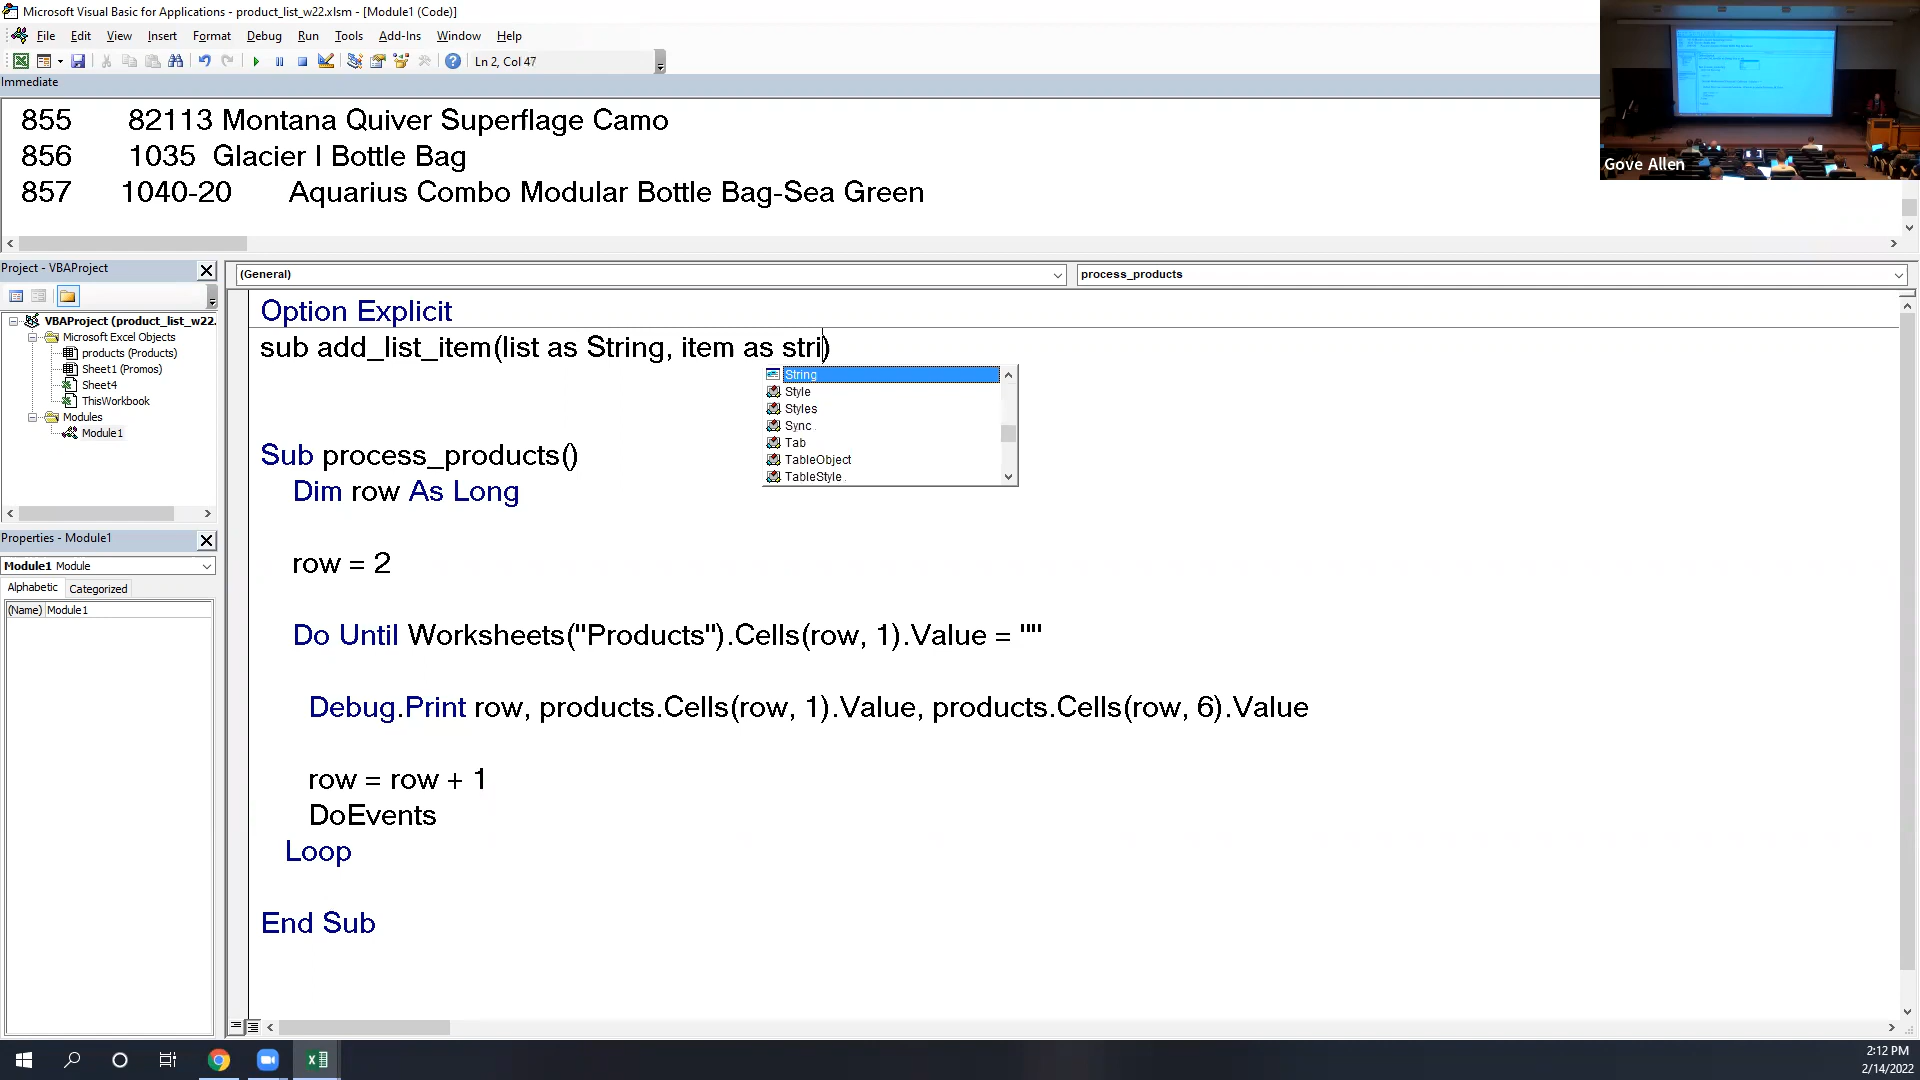 Microsoft Visual Basic for Applications - product_list_w22.xlsm - [Module1 (Code)]
File Edit View Insert Format Debug Run Tools Add-Ins Window Help
Ln 2, Col 47
Immediate
855 82113 Montana Quiver Superflage Camo
856 1035 Glacier I Bottle Bag
857 1040-20 Aquarius Combo Modular Bottle Bag-Sea Green
Gove Allen
Project - VBAProject
VBAProject (product_list_w22.
Microsoft Excel Objects
products (Products)
Sheet1 (Promos)
Sheet4
ThisWorkbook
Modules
Module1
Properties - Module1
Module1 Module
Alphabetic Categorized
(Name) Module1
(General) process_products
Option Explicit
sub add_list_item(list as String, item as stri)
String
Style
Styles
Sync
Tab
TableObject
TableStyle
Sub process_products()
Dim row As Long
row = 2
Do Until Worksheets("Products").Cells(row, 1).Value = ""
Debug.Print row, products.Cells(row, 1).Value, products.Cells(row, 6).Value
row = row + 1
DoEvents
Loop
End Sub
2:12 PM
2/14/2022